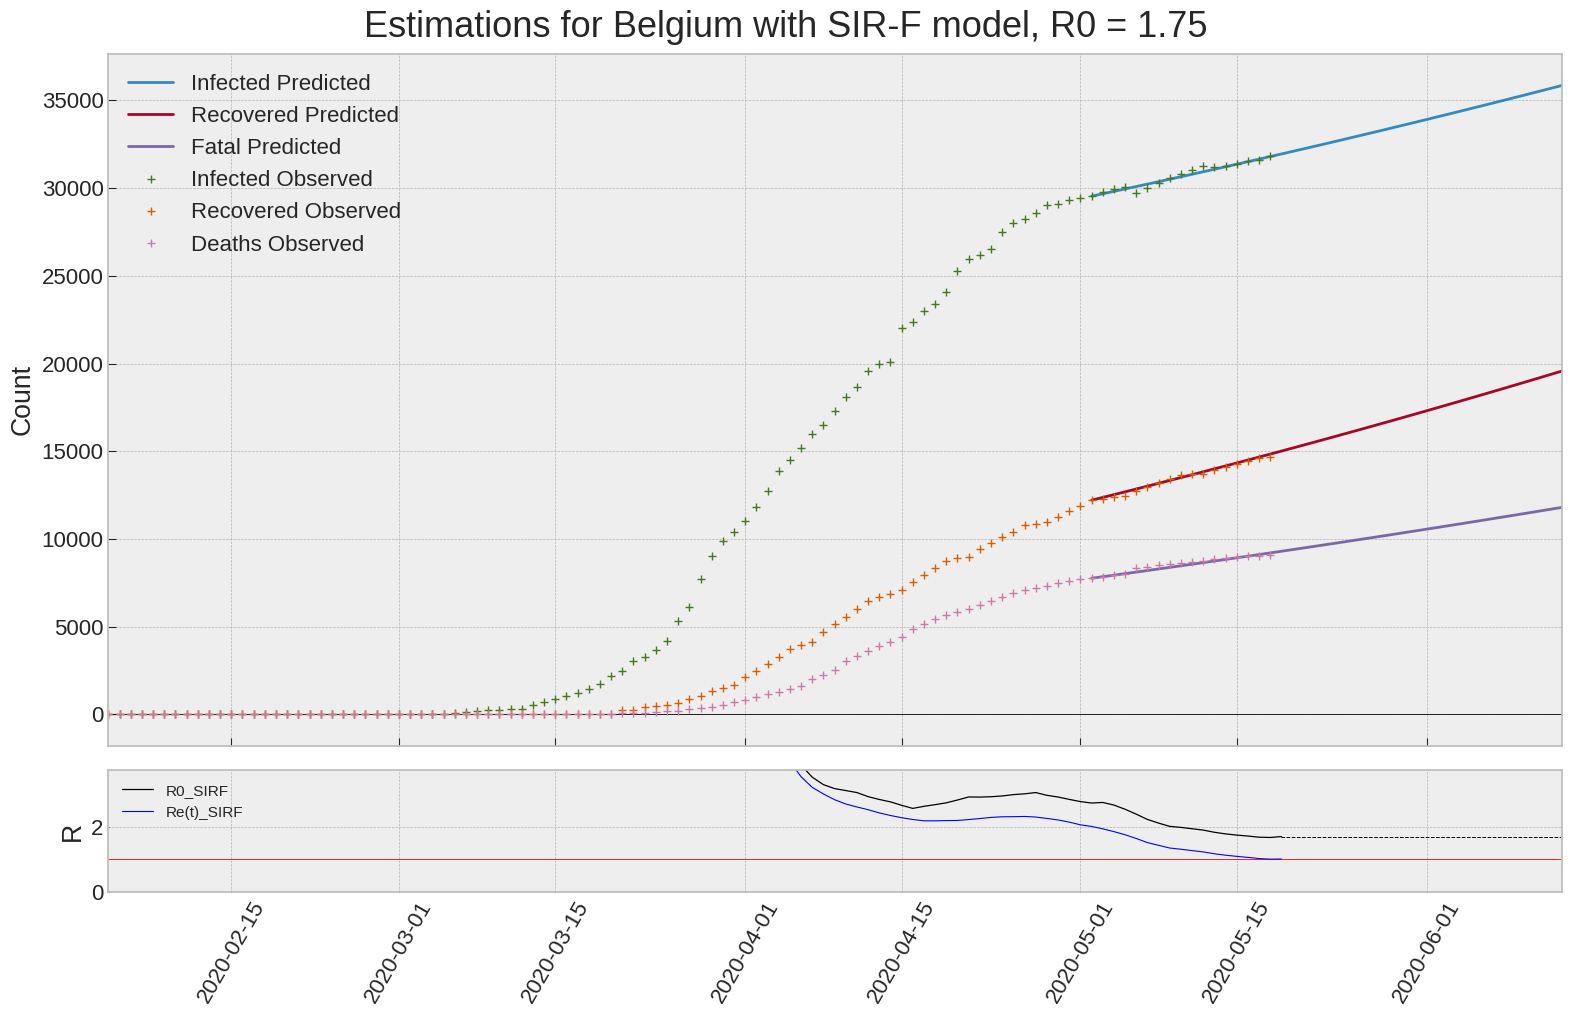 Estimations for Belgium with SIR-F model, R0 = 1.75
Infected Predicted
Recovered Predicted
Fatal Predicted
Infected Observed
Recovered Observed
Deaths Observed
Count
35000
30000
25000
20000
15000
10000
5000
0
R0_SIRF
Re(t)_SIRF
R
2
0
2020-02-15
2020-03-01
2020-03-15
2020-04-01
2020-04-15
2020-05-01
2020-05-15
2020-06-01